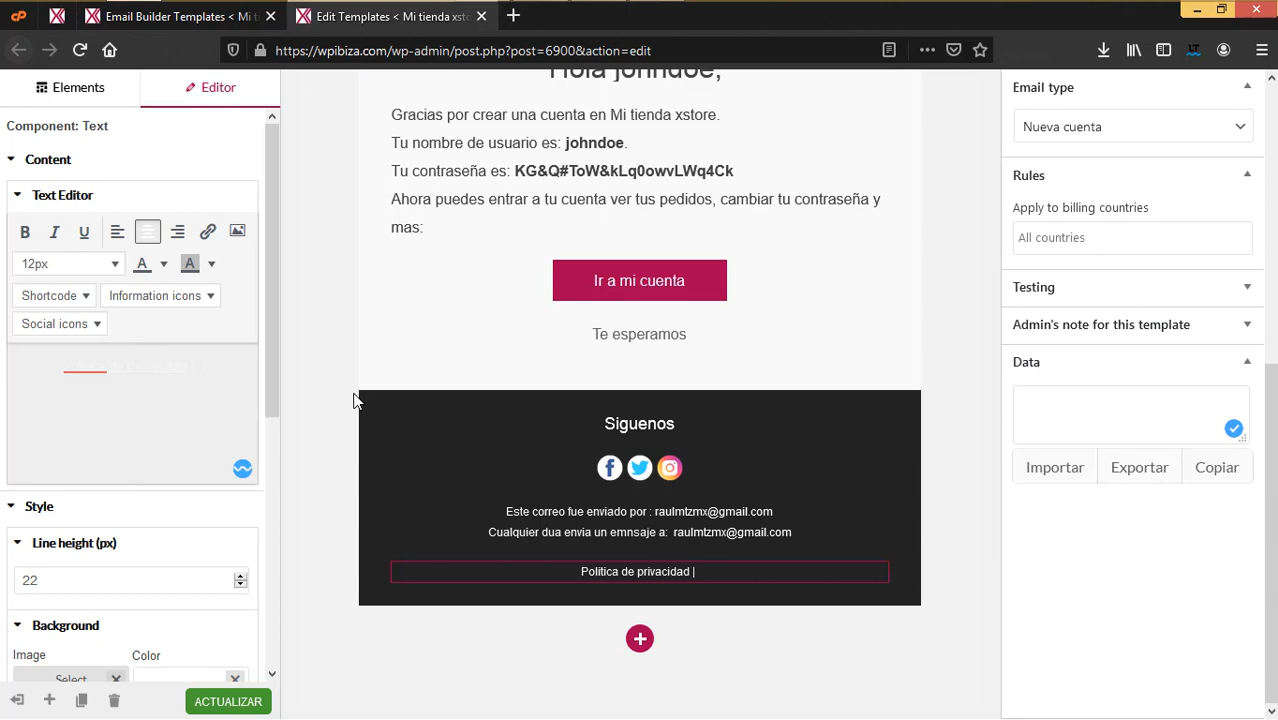 Email Builder Templates < Mi ti
Edit Templates < Mi tienda xsto
https://wpibiza.com/wp-admin/post.php?post=6900&action=edit
Elements
Editor
Component: Text
Content
Text Editor
B I U
12px
A
A
Shortcode
Information icons
Social icons
Style
Line height (px)
22
Background
Image
Color
Select
ACTUALIZAR
Hola johndoe,
Gracias por crear una cuenta en Mi tienda xstore.
Tu nombre de usuario es: johndoe.
Tu contraseña es: KG&Q#ToW&kLq0owvLWq4Ck
Ahora puedes entrar a tu cuenta ver tus pedidos, cambiar tu contraseña y
mas:
Ir a mi cuenta
Te esperamos
Siguenos
Este correo fue enviado por : raulmtzmx@gmail.com
Cualquier dua envia un emnsaje a: raulmtzmx@gmail.com
Politica de privacidad |
Email type
Nueva cuenta
Rules
Apply to billing countries
All countries
Testing
Admin's note for this template
Data
Importar
Exportar
Copiar